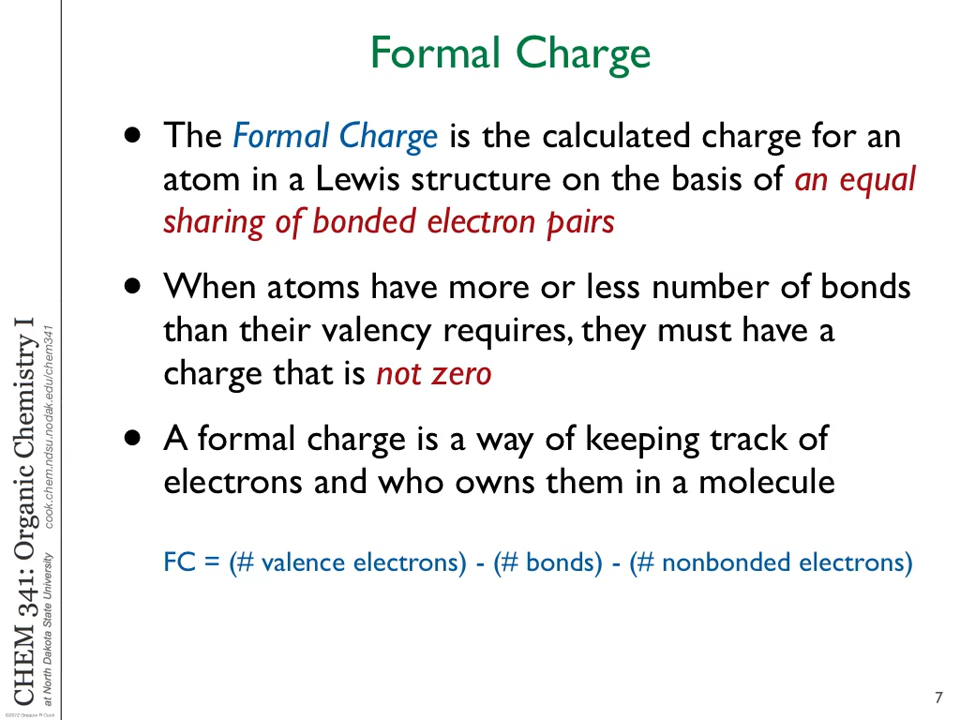 Formal Charge
• The Formal Charge is the calculated charge for an
atom in a Lewis structure on the basis of an equal
sharing of bonded electron pairs
• When atoms have more or less number of bonds
than their valency requires, they must have a
charge that is not zero
• A formal charge is a way of keeping track of
electrons and who owns them in a molecule
FC = (# valence electrons) - (# bonds) - (# nonbonded electrons)
CHEM 341: Organic Chemistry I
at North Dakota State University cook.chem.ndsu.nodak.edu/chem341
©2012 Gregory R Cook
7